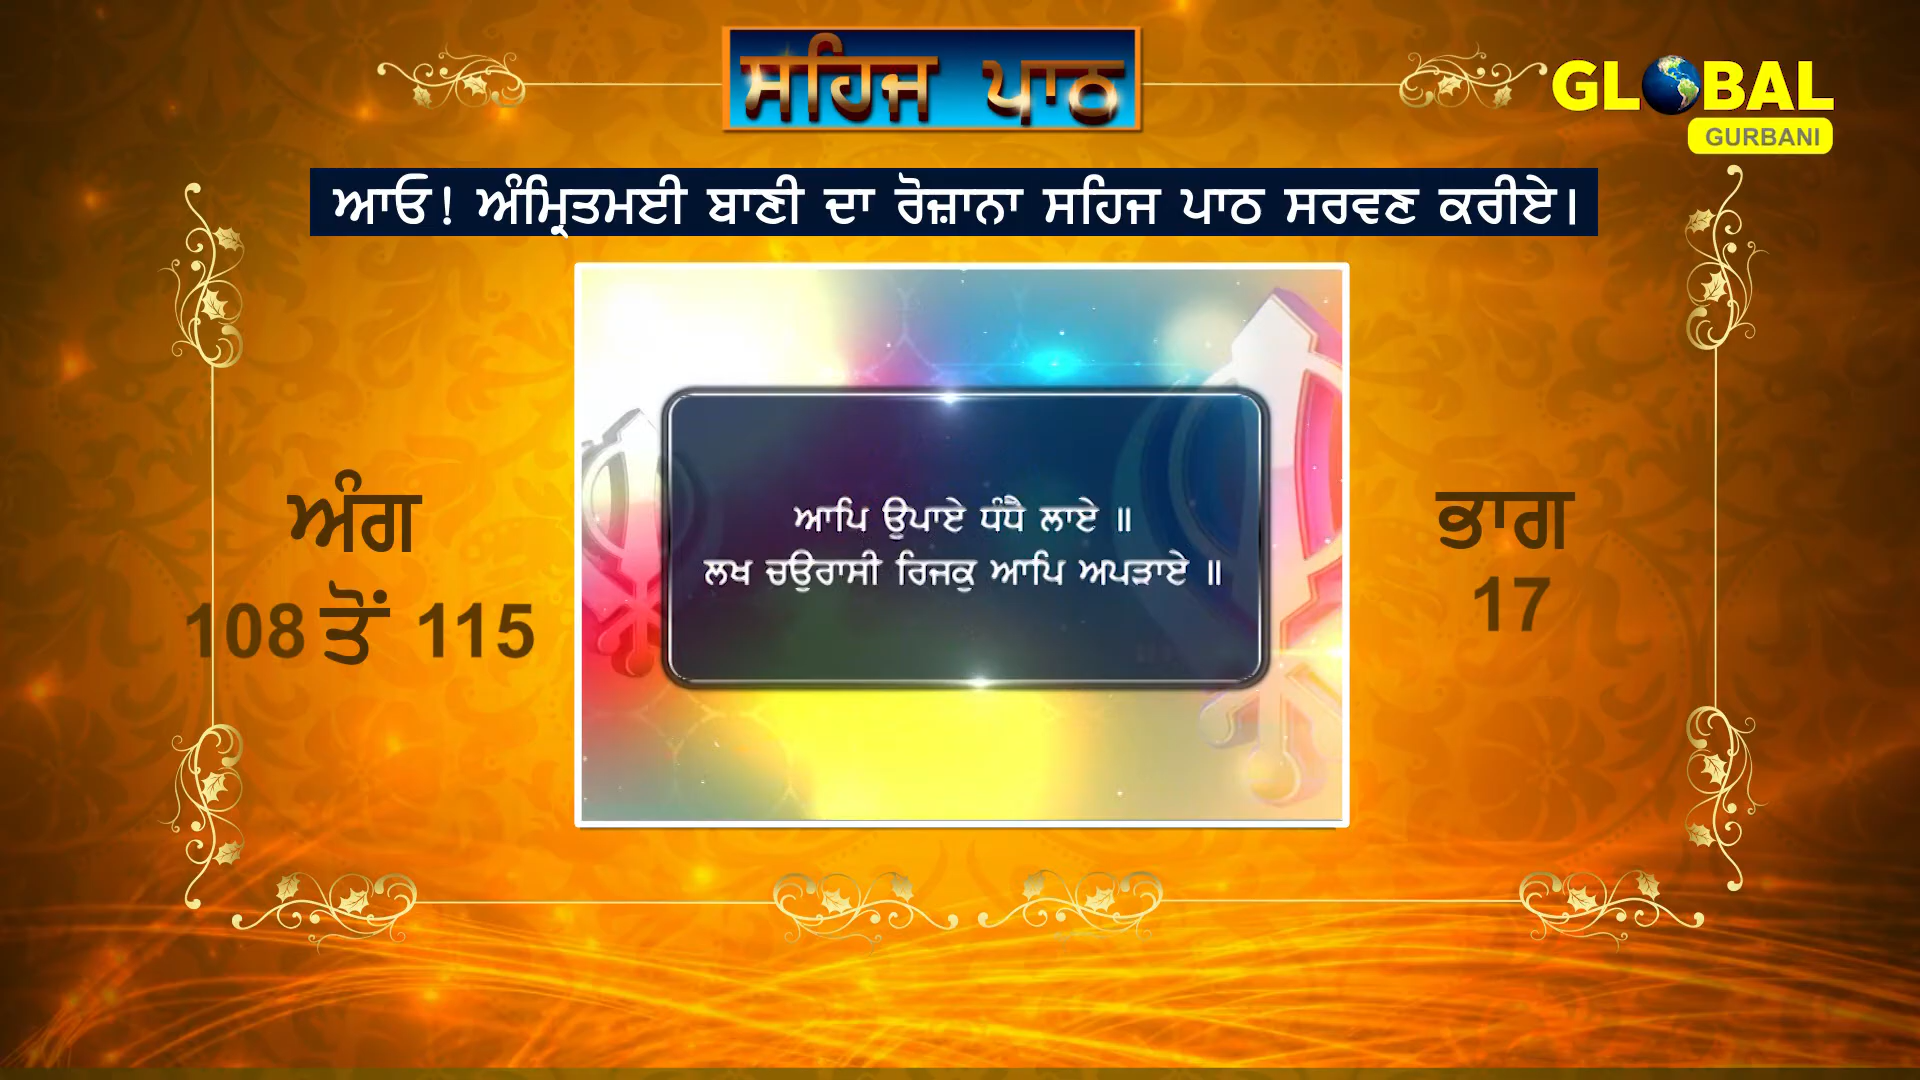 ਸਹਿਜ ਪਾਠ
GLOBAL
GURBANI
ਆਓ! ਅੰਮ੍ਰਿਤਮਈ ਬਾਣੀ ਦਾ ਰੋਜ਼ਾਨਾ ਸਹਿਜ ਪਾਠ ਸਰਵਣ ਕਰੀਏ।
ਅੰਗ
108 ਤੋਂ 115
ਆਪਿ ਉਪਾਏ ਧੰਧੈ ਲਾਏ ॥
ਲਖ ਚਉਰਾਸੀ ਰਿਜਕੁ ਆਪਿ ਅਪੜਾਏ ॥
ਭਾਗ
17